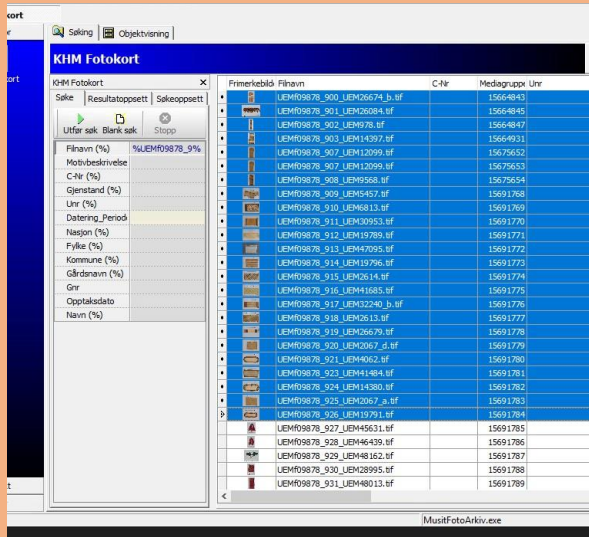 kort
Søking
Objektvisning
KHM Fotokort
KHM Fotokort
Søke
Resultatoppsett
Søkeoppsett
Utfør søk
Blank søk
Stopp
Filnavn (%) %UEMf09878_9%
Motivbeskrivelse
C-Nr (%)
Gjenstand (%)
Unr (%)
Datering_Periode
Nasjon (%)
Fylke (%)
Kommune (%)
Gårdsnavn (%)
Gnr
Opptaksdato
Navn (%)
Frimerkebild Filnavn C-Nr Mediagruppe Unr
UEMf09878_900_UEM26674_b.tif 15664843
UEMf09878_901_UEM26084.tif 15664845
UEMf09878_902_UEM978.tif 15664847
UEMf09878_903_UEM14397.tif 15664931
UEMf09878_907_UEM12099.tif 15675652
UEMf09878_907_UEM12099.tif 15675653
UEMf09878_908_UEM9568.tif 15675654
UEMf09878_909_UEM5457.tif 15691768
UEMf09878_910_UEM6813.tif 15691769
UEMf09878_911_UEM30953.tif 15691770
UEMf09878_912_UEM19789.tif 15691771
UEMf09878_913_UEM47095.tif 15691772
UEMf09878_914_UEM19796.tif 15691773
UEMf09878_915_UEM2614.tif 15691774
UEMf09878_916_UEM41685.tif 15691775
UEMf09878_917_UEM32240_b.tif 15691776
UEMf09878_918_UEM2613.tif 15691777
UEMf09878_919_UEM26679.tif 15691778
UEMf09878_920_UEM2067_d.tif 15691779
UEMf09878_921_UEM4062.tif 15691780
UEMf09878_923_UEM41484.tif 15691781
UEMf09878_924_UEM14380.tif 15691782
UEMf09878_925_UEM2067_a.tif 15691783
UEMf09878_926_UEM19791.tif 15691784
UEMf09878_927_UEM45631.tif 15691785
UEMf09878_928_UEM46439.tif 15691786
UEMf09878_929_UEM48162.tif 15691787
UEMf09878_930_UEM28995.tif 15691788
UEMf09878_931_UEM48013.tif 15691789
MusitFotoArkiv.exe